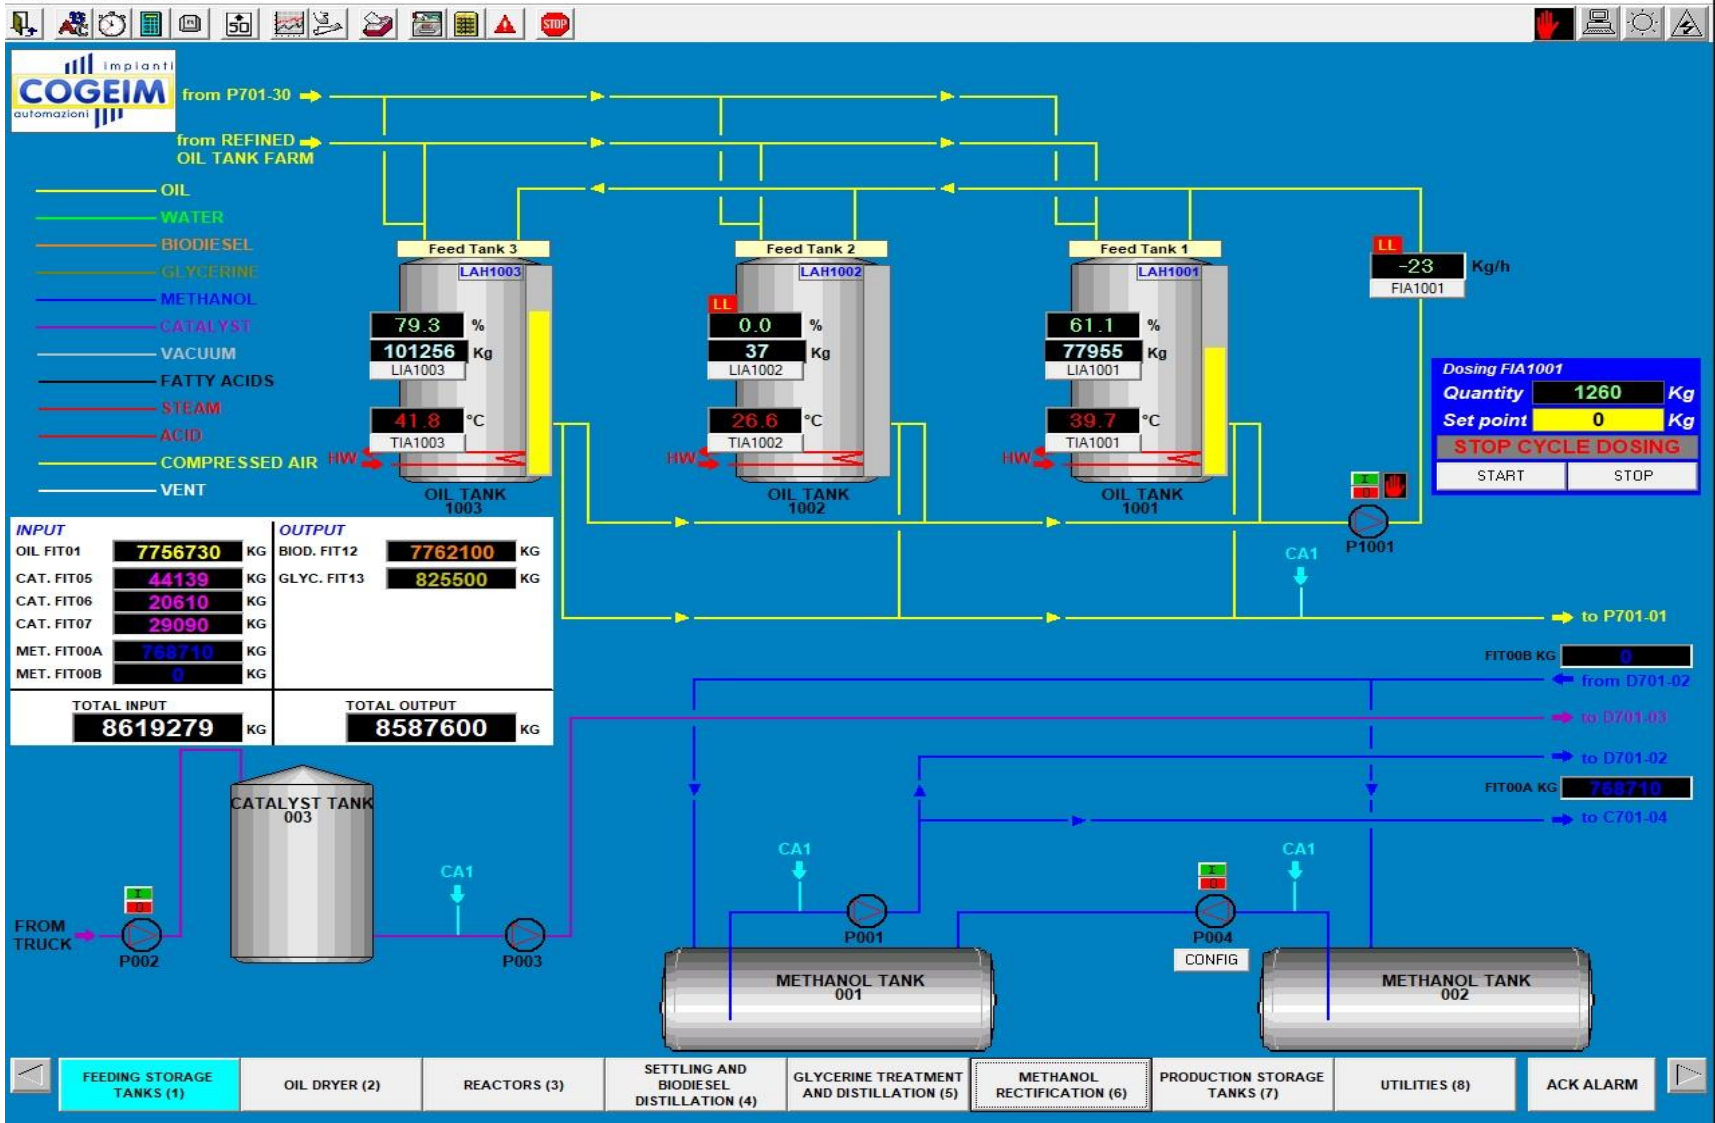 50
STOP
impianti
COGEIM
automazioni
from P701-30
from REFINED
OIL TANK FARM
OIL
WATER
BIODIESEL
GLYCERINE
METHANOL
CATALYST
VACUUM
FATTY ACIDS
STEAM
ACID
COMPRESSED AIR
VENT
Feed Tank 3
LAH1003
79.3 %
101256 Kg
LIA1003
41.8 °C
TIA1003
HW
OIL TANK
1003
Feed Tank 2
LAH1002
LL
0.0 %
37 Kg
LIA1002
26.6 °C
TIA1002
HW
OIL TANK
1002
Feed Tank 1
LAH1001
61.1 %
77955 Kg
LIA1001
39.7 °C
TIA1001
HW
OIL TANK
1001
LL
-23 Kg/h
FIA1001
Dosing FIA1001
Quantity 1260 Kg
Set point 0 Kg
STOP CYCLE DOSING
START STOP
I
0
P1001
CA1
to P701-01
INPUT
OIL FIT01 7756730 KG
CAT. FIT05 44139 KG
CAT. FIT06 20610 KG
CAT. FIT07 29090 KG
MET. FIT00A 768710 KG
MET. FIT00B 0 KG
TOTAL INPUT
8619279 KG
OUTPUT
BIOD. FIT12 7762100 KG
GLYC. FIT13 825500 KG
TOTAL OUTPUT
8587600 KG
FIT00B KG 0
from D701-02
to D701-03
to D701-02
FIT00A KG 768710
to C701-04
CATALYST TANK
003
FROM
TRUCK
I
0
P002
CA1
P003
CA1
P001
METHANOL TANK
001
I
0
P004
CONFIG
CA1
METHANOL TANK
002
FEEDING STORAGE
TANKS (1)
OIL DRYER (2)
REACTORS (3)
SETTLING AND
BIODIESEL
DISTILLATION (4)
GLYCERINE TREATMENT
AND DISTILLATION (5)
METHANOL
RECTIFICATION (6)
PRODUCTION STORAGE
TANKS (7)
UTILITIES (8)
ACK ALARM